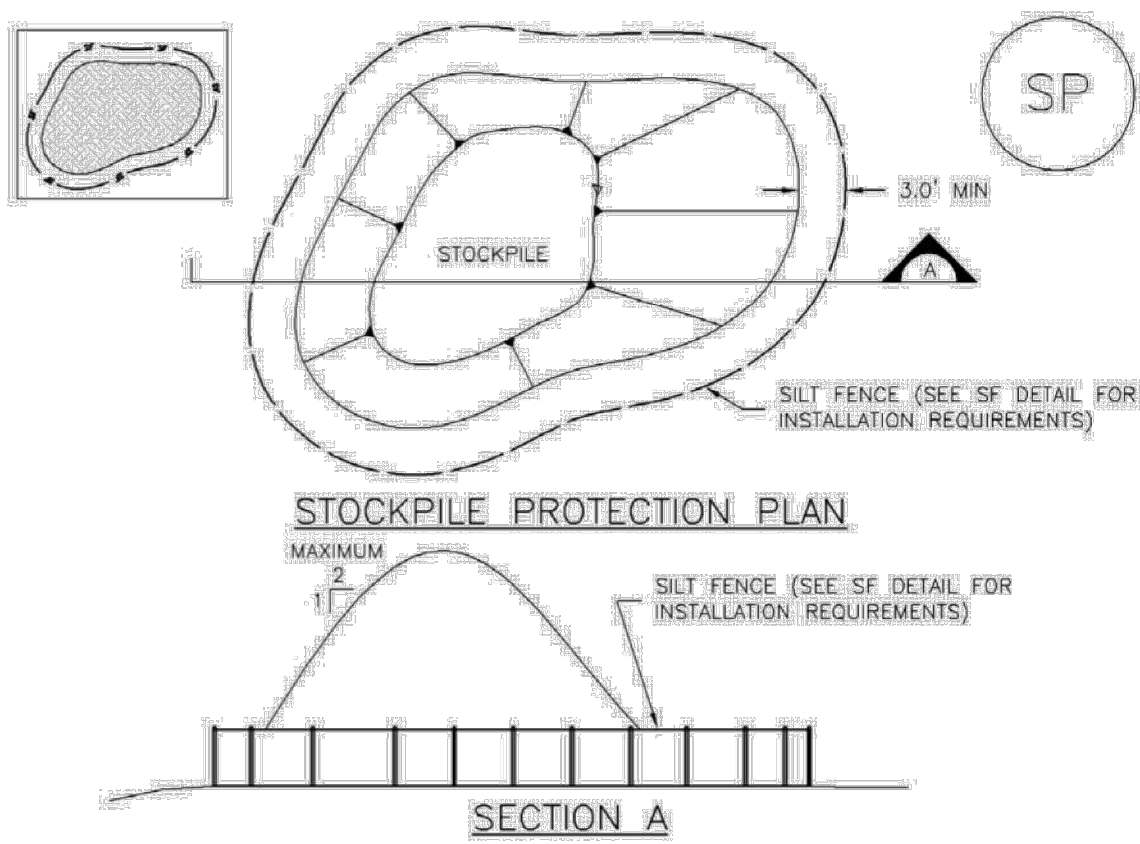 SP
3.0' MIN
STOCKPILE
A
SILT FENCE (SEE SF DETAIL FOR
INSTALLATION REQUIREMENTS)
STOCKPILE PROTECTION PLAN
MAXIMUM
2
1
SILT FENCE (SEE SF DETAIL FOR
INSTALLATION REQUIREMENTS)
SECTION A